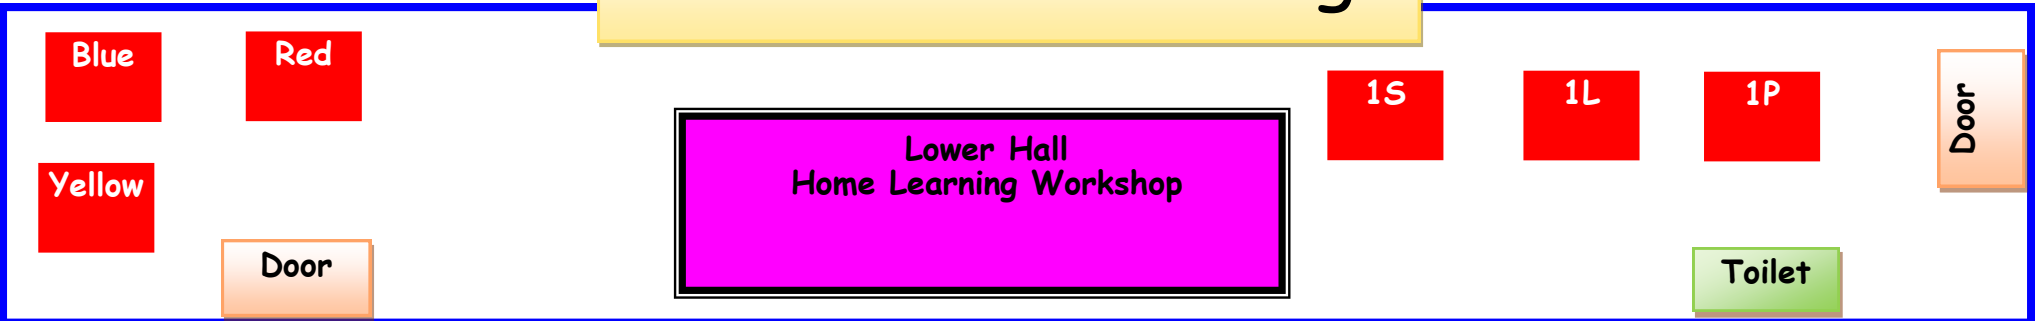 Blue
Red
Yellow
Door
Lower Hall
Home Learning Workshop
1S
1L
1P
Door
Toilet